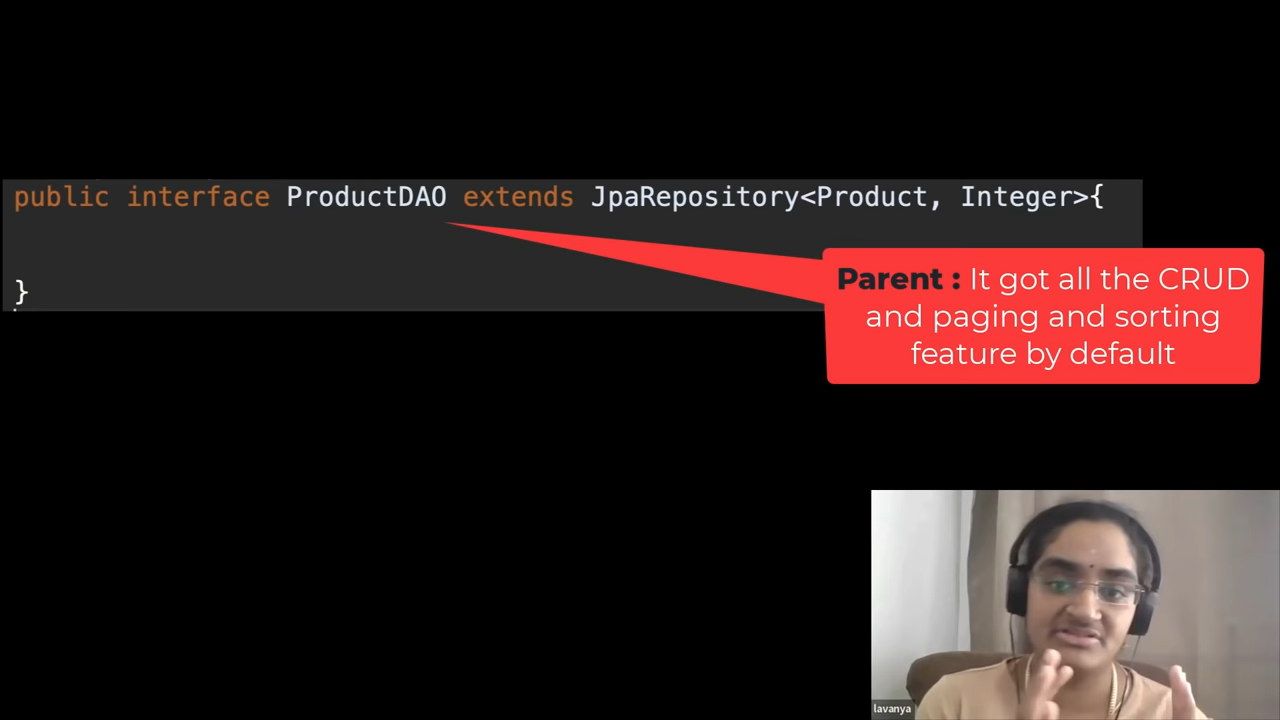 public interface ProductDAO extends JpaRepository<Product, Integer>{
}
Parent : It got all the CRUD
and paging and sorting
feature by default
lavanya